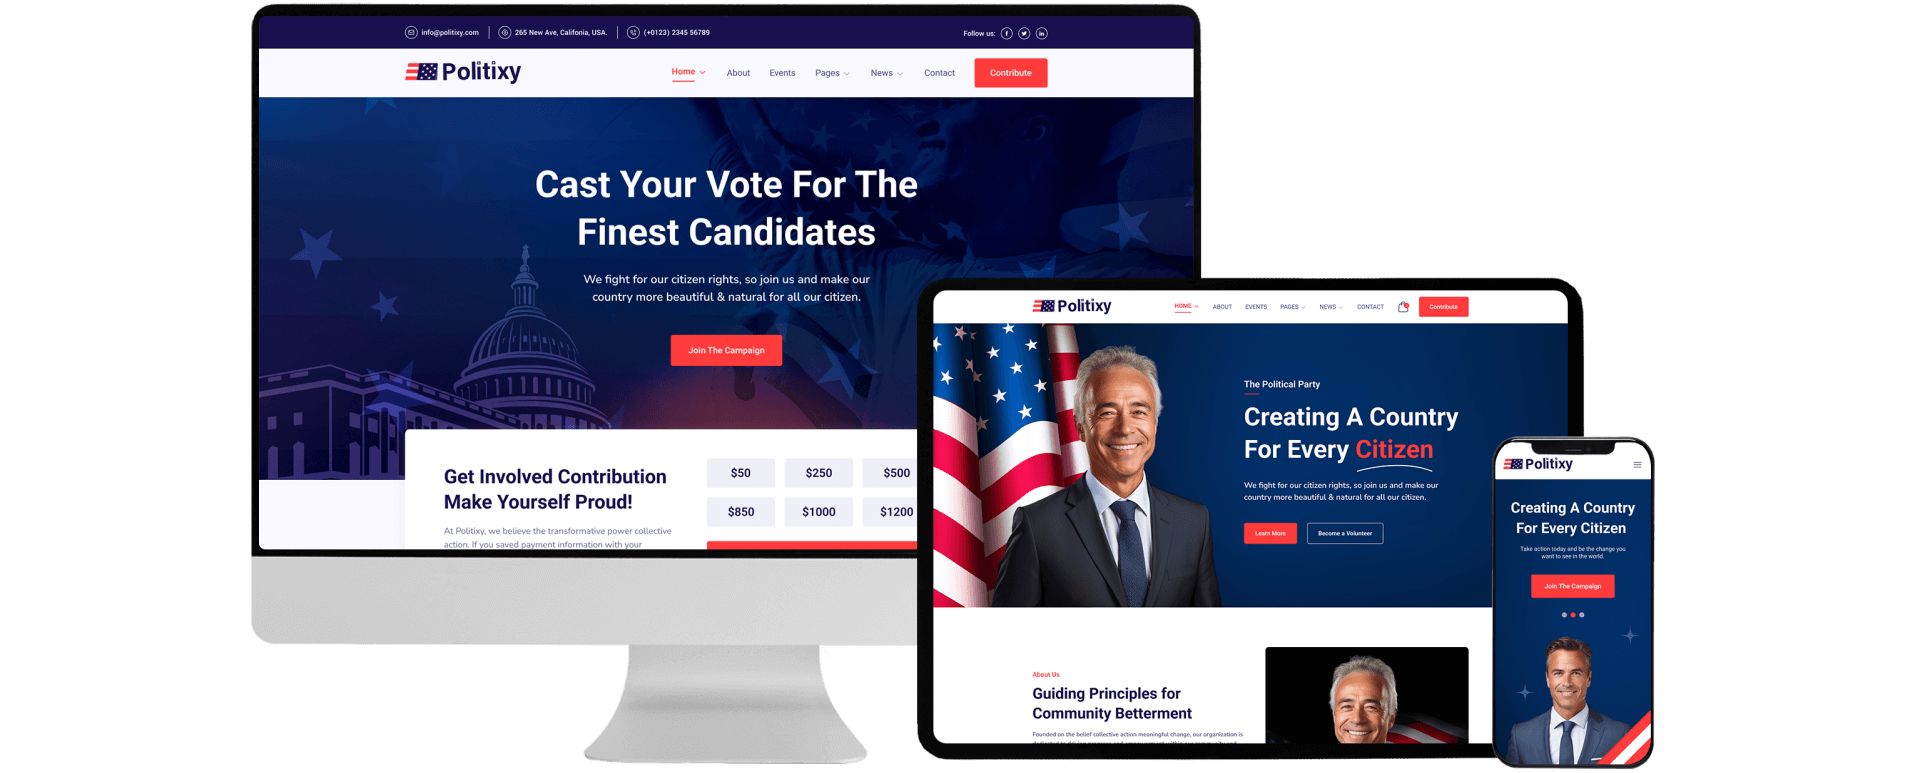 info@politixy.com
265 New Ave, Califonia, USA.
(+0123) 2345 56789
Follow us:
Politixy
Home
About
Events
Pages
News
Contact
Contribute
Cast Your Vote For The
Finest Candidates
We fight for our citizen rights, so join us and make our
country more beautiful & natural for all our citizen.
Join The Campaign
Get Involved Contribution
Make Yourself Proud!
At Politixy, we believe the transformative power collective
action. If you saved payment information with your
$50
$250
$500
$850
$1000
$1200
Politixy
HOME
ABOUT
EVENTS
PAGES
NEWS
CONTACT
Contribute
The Political Party
Creating A Country
For Every Citizen
We fight for our citizen rights, so join us and make our
country more beautiful & natural for all our citizen.
Learn More
Become a Volunteer
About Us
Guiding Principles for
Community Betterment
Founded on the belief collective action meaningful change, our organization is
Politixy
Creating A Country
For Every Citizen
Take action today and be the change you
want to see in the world.
Join The Campaign